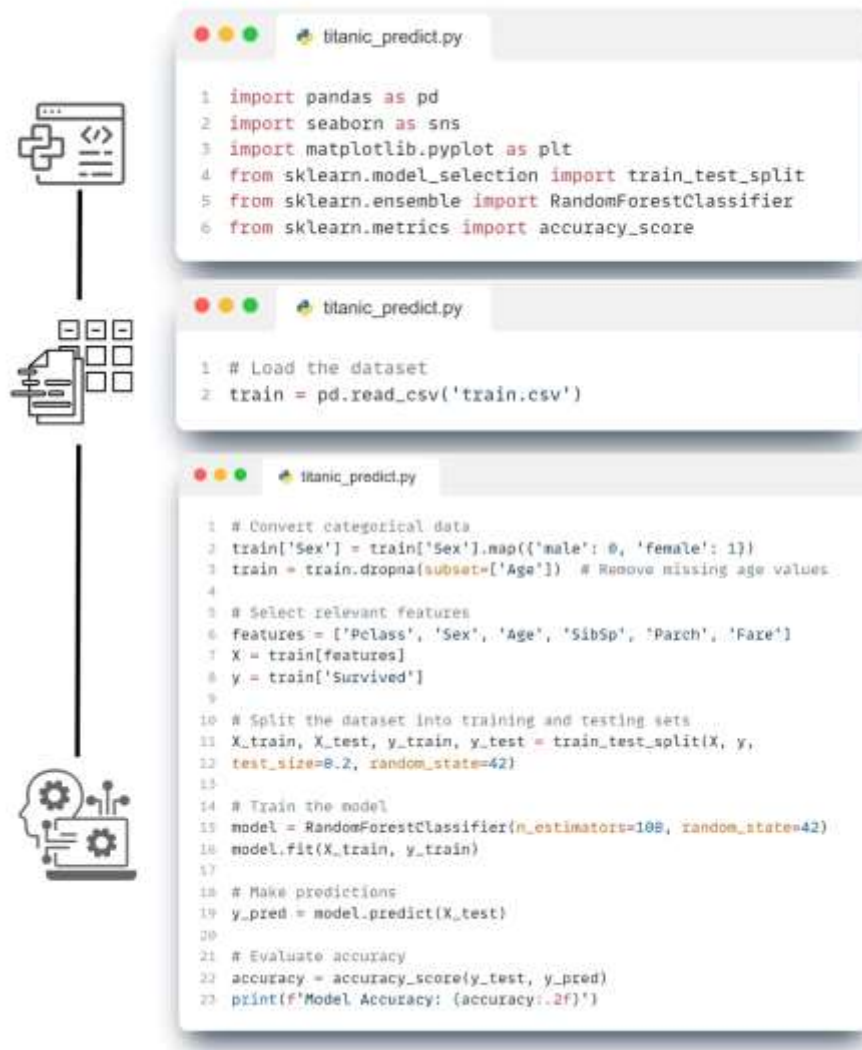 titanic_predict.py
1 import pandas as pd
2 import seaborn as sns
3 import matplotlib.pyplot as plt
4 from sklearn.model_selection import train_test_split
5 from sklearn.ensemble import RandomForestClassifier
6 from sklearn.metrics import accuracy_score
titanic_predict.py
1 # Load the dataset
2 train = pd.read_csv('train.csv')
titanic_predict.py
1 # Convert categorical data
2 train['Sex'] = train['Sex'].map({'male': 0, 'female': 1})
3 train = train.dropna(subset=['Age'])  # Remove missing age values
4
5 # Select relevant features
6 features = ['Pclass', 'Sex', 'Age', 'SibSp', 'Parch', 'Fare']
7 X = train[features]
8 y = train['Survived']
9
10 # Split the dataset into training and testing sets
11 X_train, X_test, y_train, y_test = train_test_split(X, y,
12 test_size=0.2, random_state=42)
13
14 # Train the model
15 model = RandomForestClassifier(n_estimators=100, random_state=42)
16 model.fit(X_train, y_train)
17
18 # Make predictions
19 y_pred = model.predict(X_test)
20
21 # Evaluate accuracy
22 accuracy = accuracy_score(y_test, y_pred)
23 print(f'Model Accuracy: {accuracy:.2f}')